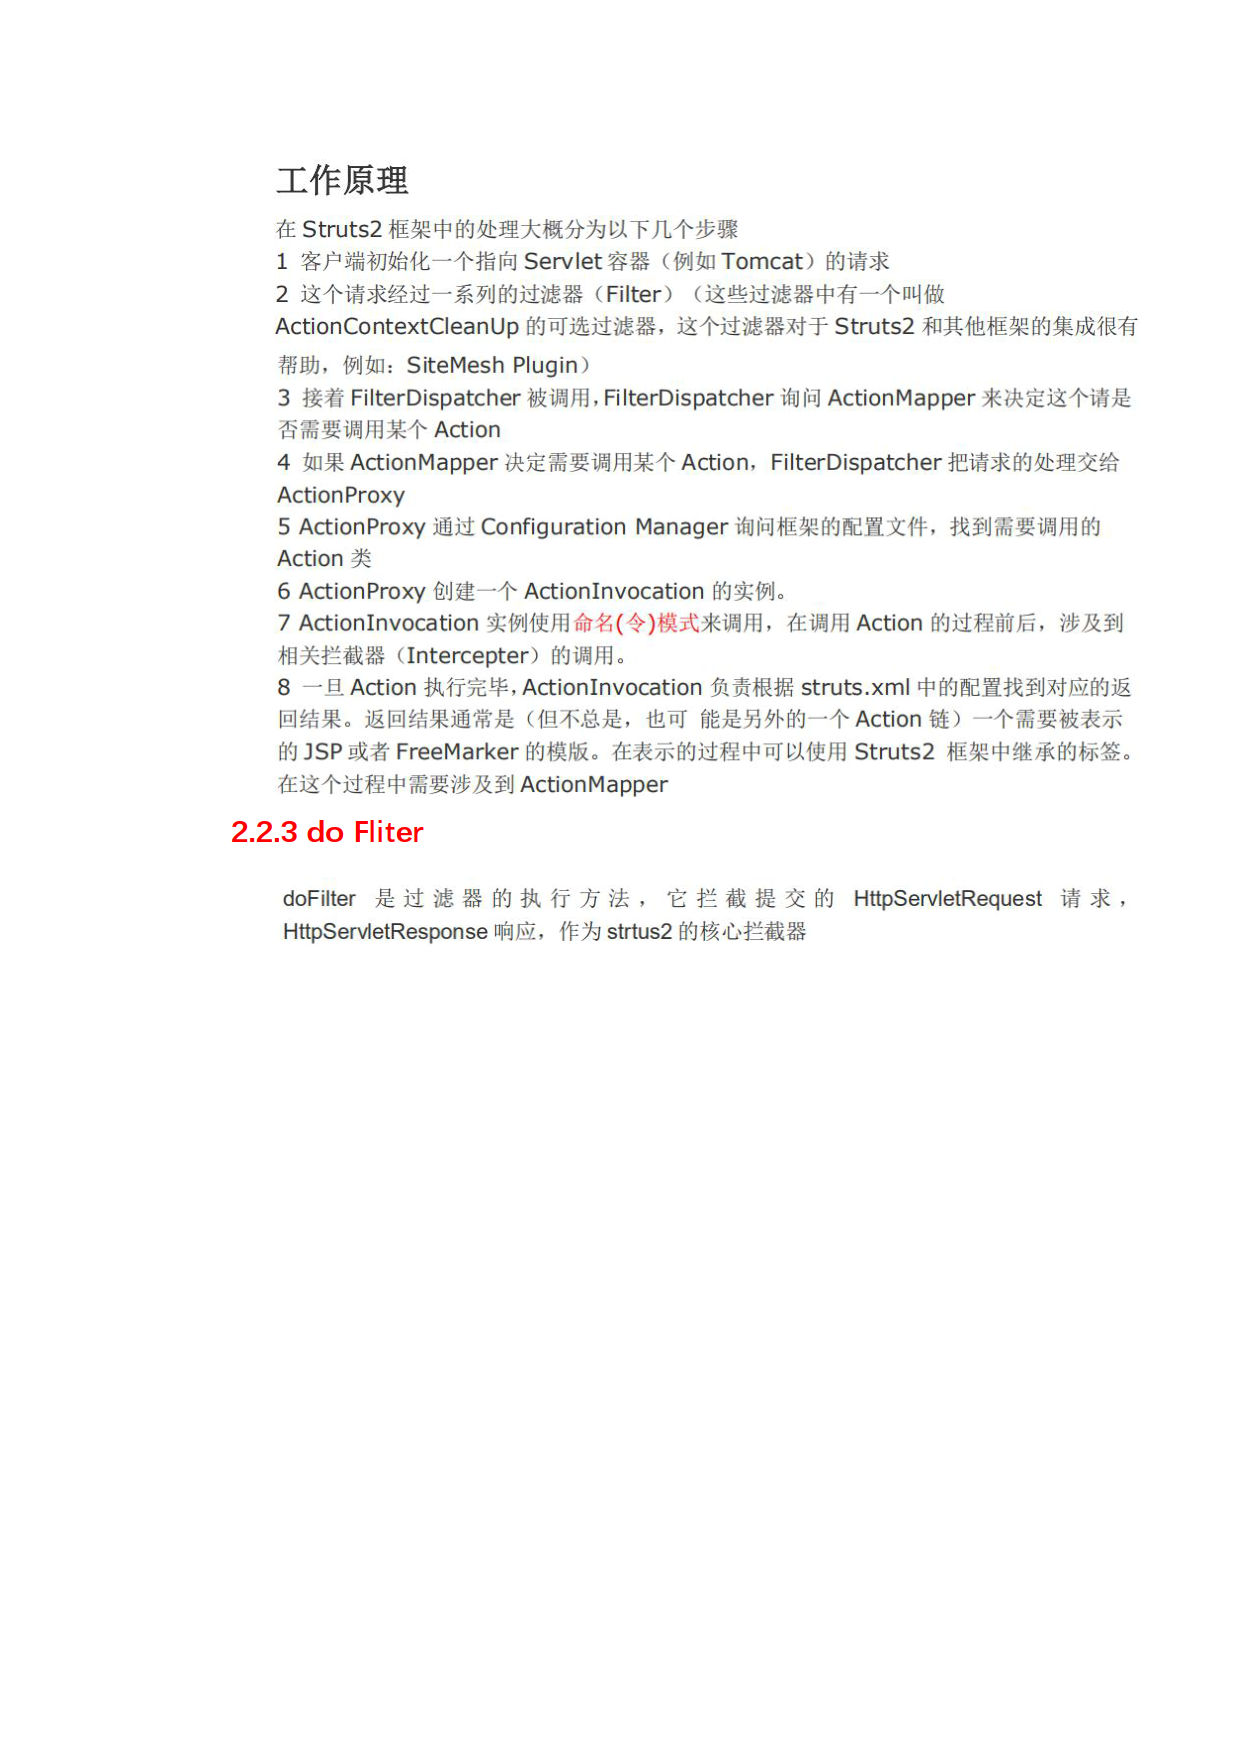 工作原理
在 Struts2 框架中的处理大概分为以下几个步骤
1 客户端初始化一个指向 Servlet 容器（例如 Tomcat）的请求
2 这个请求经过一系列的过滤器（Filter）（这些过滤器中有一个叫做
ActionContextCleanUp 的可选过滤器，这个过滤器对于 Struts2 和其他框架的集成很有
帮助，例如：SiteMesh Plugin）
3 接着 FilterDispatcher 被调用，FilterDispatcher 询问 ActionMapper 来决定这个请是
否需要调用某个 Action
4 如果 ActionMapper 决定需要调用某个 Action，FilterDispatcher 把请求的处理交给
ActionProxy
5 ActionProxy 通过 Configuration Manager 询问框架的配置文件，找到需要调用的
Action 类
6 ActionProxy 创建一个 ActionInvocation 的实例。
7 ActionInvocation 实例使用命名(令)模式来调用，在调用 Action 的过程前后，涉及到
相关拦截器（Intercepter）的调用。
8 一旦 Action 执行完毕，ActionInvocation 负责根据 struts.xml 中的配置找到对应的返
回结果。返回结果通常是（但不总是，也可 能是另外的一个 Action 链）一个需要被表示
的 JSP 或者 FreeMarker 的模版。在表示的过程中可以使用 Struts2 框架中继承的标签。
在这个过程中需要涉及到 ActionMapper
2.2.3 do Fliter
doFilter 是过滤器的执行方法，它拦截提交的 HttpServletRequest 请求，
HttpServletResponse 响应，作为 strtus2 的核心拦截器